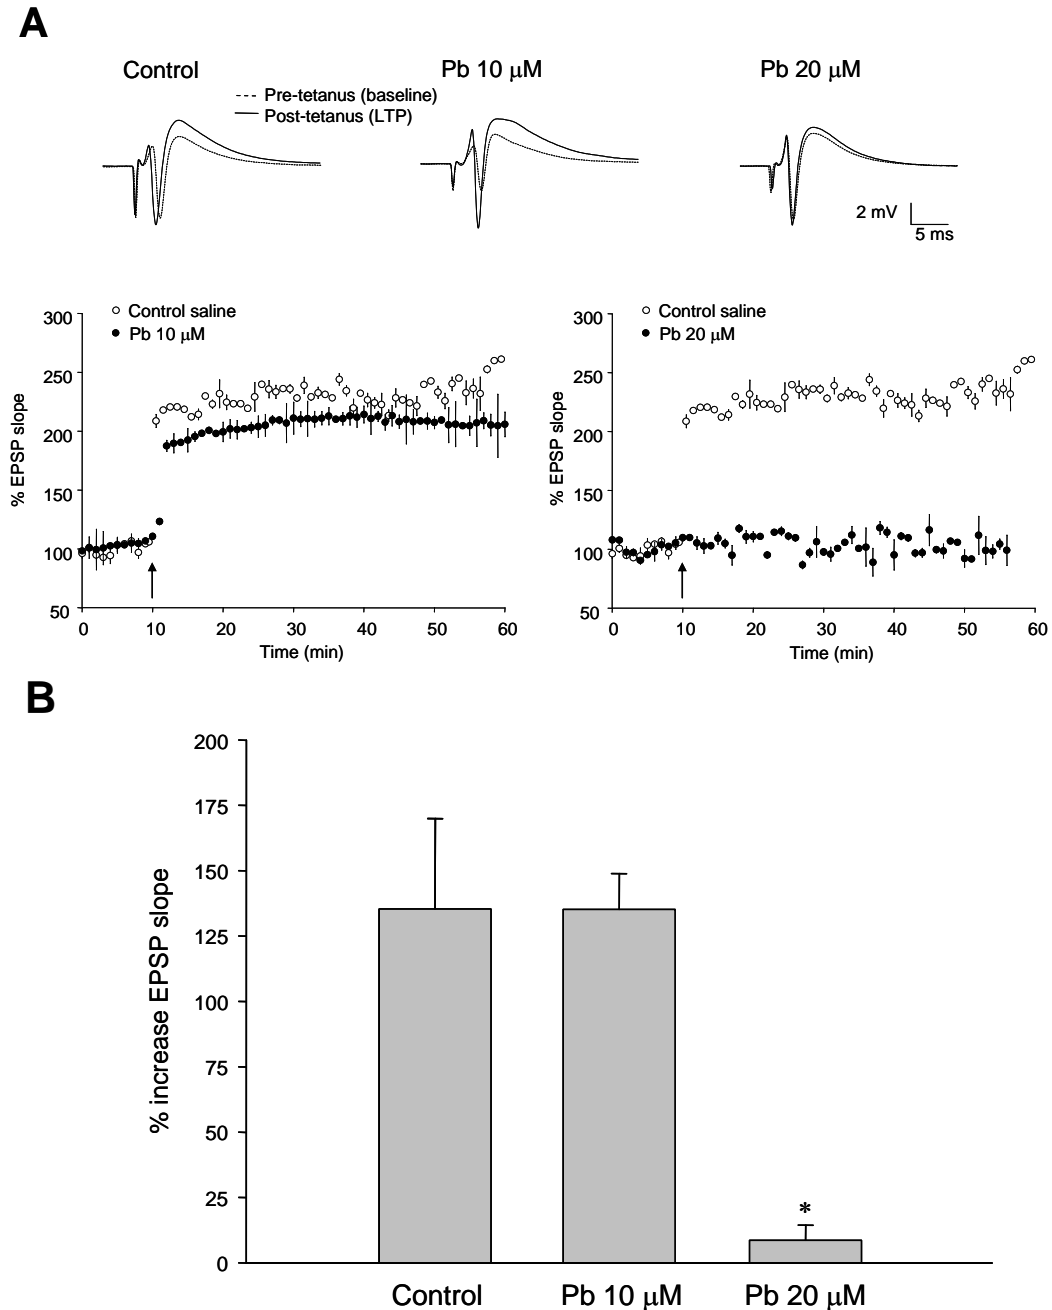 A
Control
Pb 10 μM
Pb 20 μM
Pre-tetanus (baseline)
Post-tetanus (LTP)
2 mV
5 ms
Control saline
Pb 10 μM
300
250
200
150
100
50
% EPSP slope
0 10 20 30 40 50 60
Time (min)
Control saline
Pb 20 μM
300
250
200
150
100
50
% EPSP slope
0 10 20 30 40 50 60
Time (min)
B
200
175
150
125
100
75
50
25
0
% increase EPSP slope
*
Control Pb 10 μM Pb 20 μM